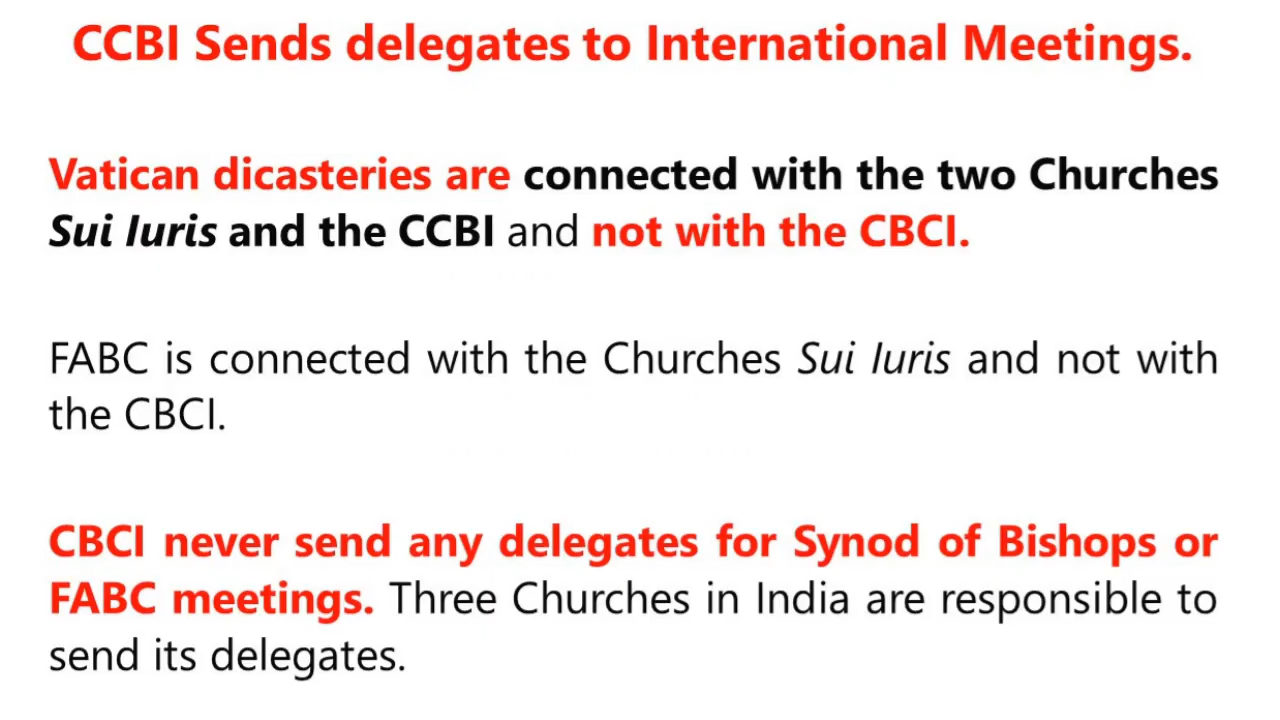 CCBI Sends delegates to International Meetings.
Vatican dicasteries are connected with the two Churches
Sui Iuris and the CCBI and not with the CBCI.
FABC is connected with the Churches Sui Iuris and not with
the CBCI.
CBCI never send any delegates for Synod of Bishops or
FABC meetings. Three Churches in India are responsible to
send its delegates.